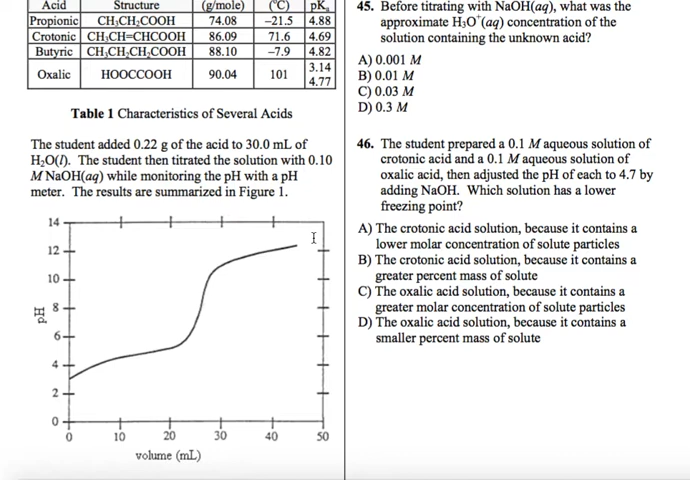 Acid Structure (g/mole) (°C) pKa
Propionic CH₃CH₂COOH 74.08 –21.5 4.88
Crotonic CH₃CH=CHCOOH 86.09 71.6 4.69
Butyric CH₃CH₂CH₂COOH 88.10 –7.9 4.82
Oxalic HOOCCOOH 90.04 101 3.14
4.77
Table 1 Characteristics of Several Acids
The student added 0.22 g of the acid to 30.0 mL of
H₂O(l). The student then titrated the solution with 0.10
M NaOH(aq) while monitoring the pH with a pH
meter. The results are summarized in Figure 1.
14
12
10
8
6
4
2
0
pH
0 10 20 30 40 50
volume (mL)
45. Before titrating with NaOH(aq), what was the
approximate H₃O⁺(aq) concentration of the
solution containing the unknown acid?
A) 0.001 M
B) 0.01 M
C) 0.03 M
D) 0.3 M
46. The student prepared a 0.1 M aqueous solution of
crotonic acid and a 0.1 M aqueous solution of
oxalic acid, then adjusted the pH of each to 4.7 by
adding NaOH. Which solution has a lower
freezing point?
A) The crotonic acid solution, because it contains a
lower molar concentration of solute particles
B) The crotonic acid solution, because it contains a
greater percent mass of solute
C) The oxalic acid solution, because it contains a
greater molar concentration of solute particles
D) The oxalic acid solution, because it contains a
smaller percent mass of solute